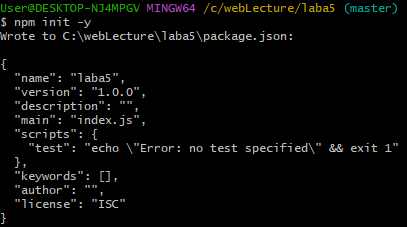 User@DESKTOP-NJ4MPGV MINGW64 /c/webLecture/laba5 (master)
$ npm init -y
Wrote to C:\webLecture\laba5\package.json:

{
  "name": "laba5",
  "version": "1.0.0",
  "description": "",
  "main": "index.js",
  "scripts": {
    "test": "echo \"Error: no test specified\" && exit 1"
  },
  "keywords": [],
  "author": "",
  "license": "ISC"
}